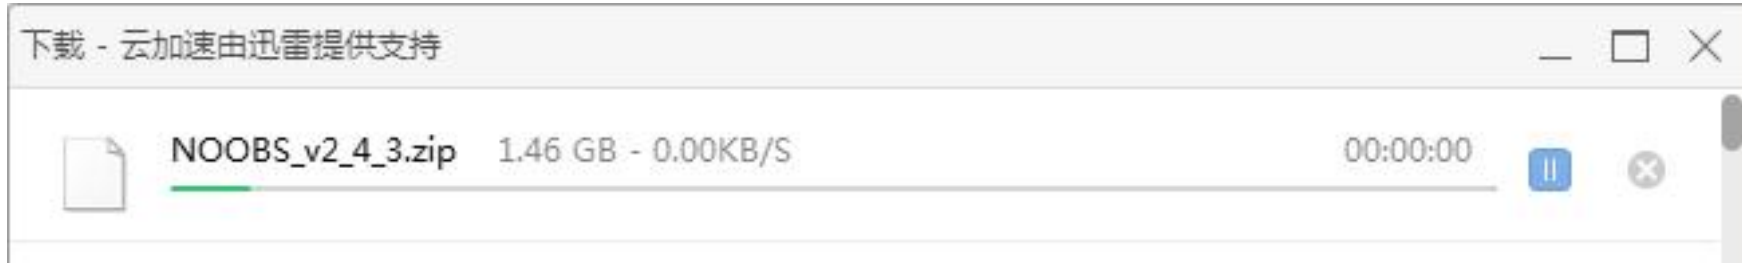 下载 - 云加速由迅雷提供支持
NOOBS_v2_4_3.zip 1.46 GB - 0.00KB/S 00:00:00